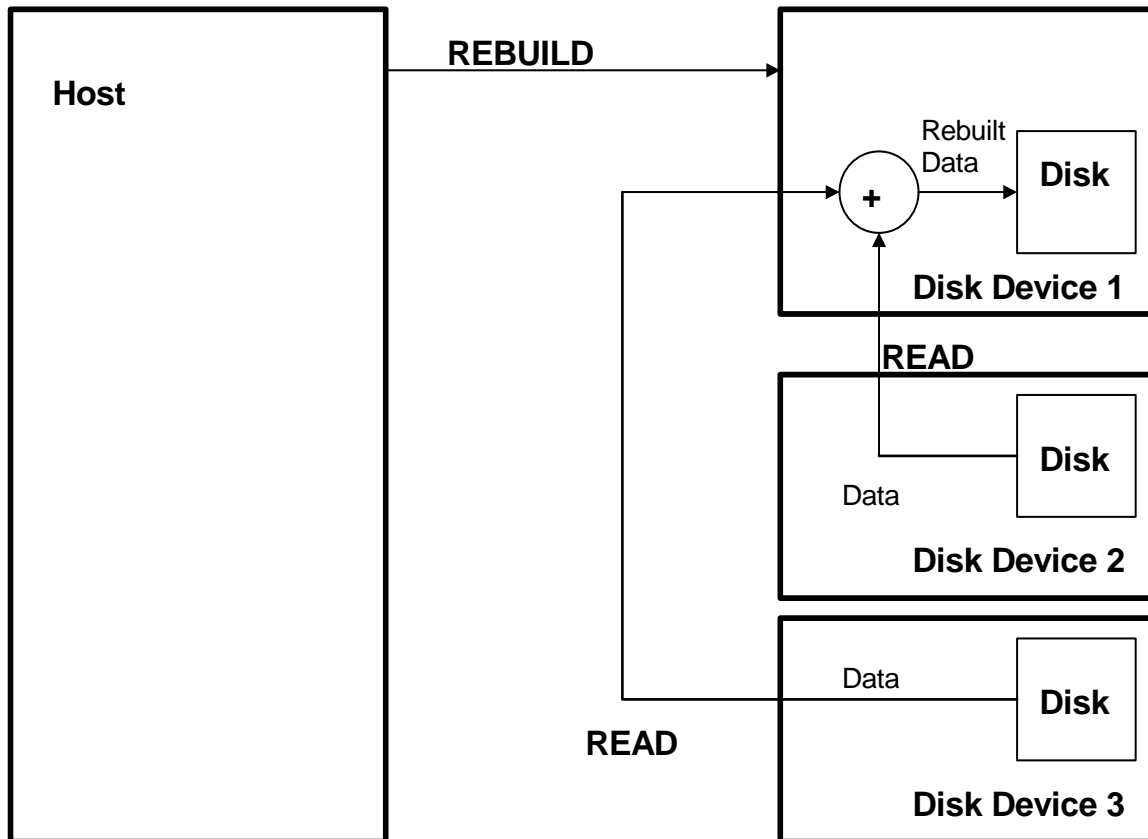 REBUILD
Host
Rebuilt
Data
Disk
+
Disk Device 1
READ
Disk
Data
Disk Device 2
Data
Disk
READ
Disk Device 3